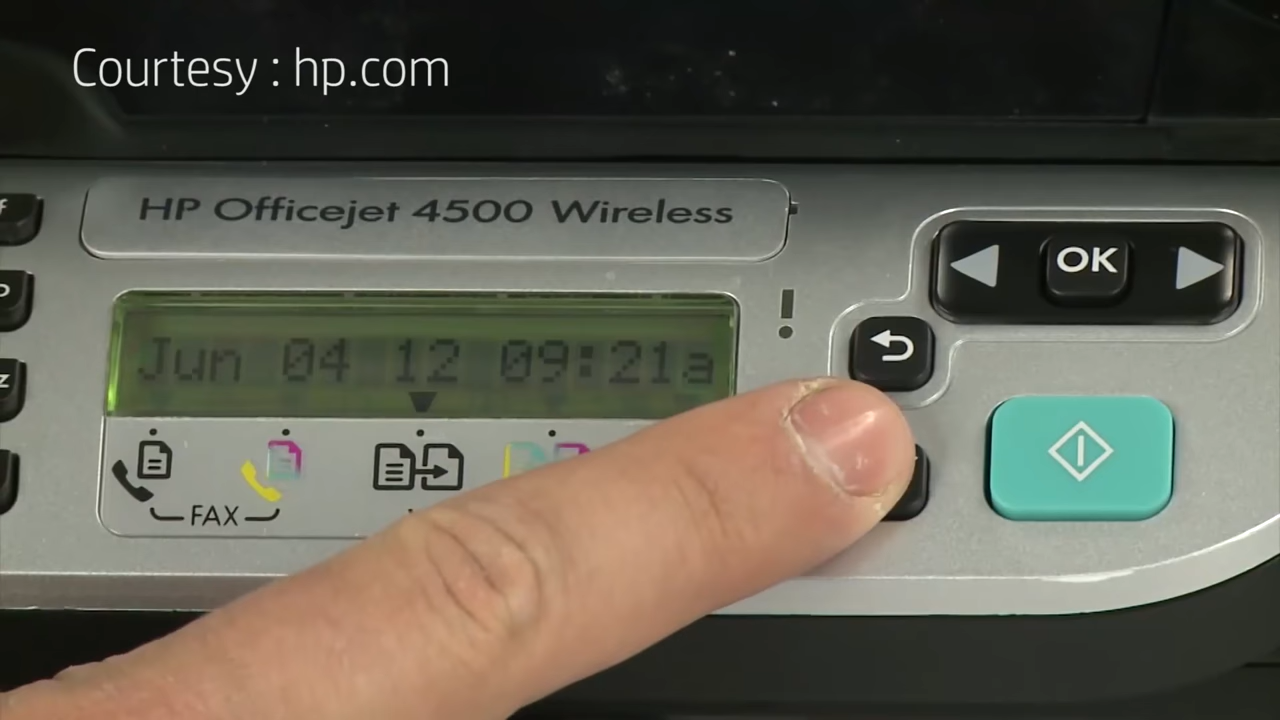 Courtesy : hp.com
HP Officejet 4500 Wireless
OK
Jun 04 12 09:21a
FAX